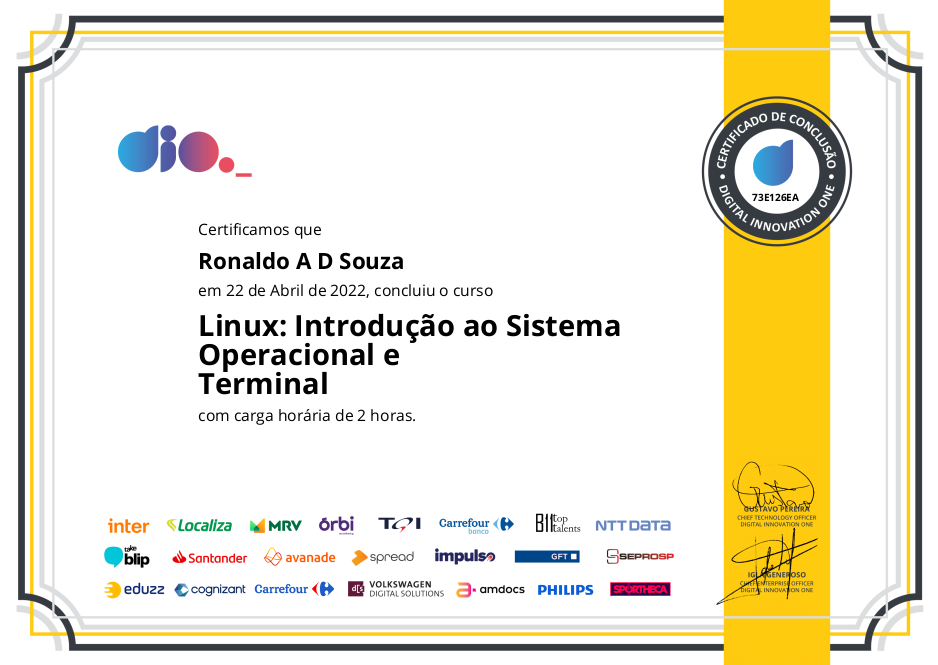 dio._
CERTIFICADO DE CONCLUSÃO
73E126EA
DIGITAL INNOVATION ONE
Certificamos que
Ronaldo A D Souza
em 22 de Abril de 2022, concluiu o curso
Linux: Introdução ao Sistema
Operacional e
Terminal
com carga horária de 2 horas.
inter Localiza MRV órbi TQI Carrefour banco BH top talents NTT DATA
take blip Santander avanade spread impulso GFT SEPROSP
eduzz cognizant Carrefour VOLKSWAGEN DIGITAL SOLUTIONS amdocs PHILIPS SPORTHECA
GUSTAVO PEREIRA
CHIEF TECHNOLOGY OFFICER
DIGITAL INNOVATION ONE
GENEROSO
CHIEF ENTERPRISE OFFICER
DIGITAL INNOVATION ONE